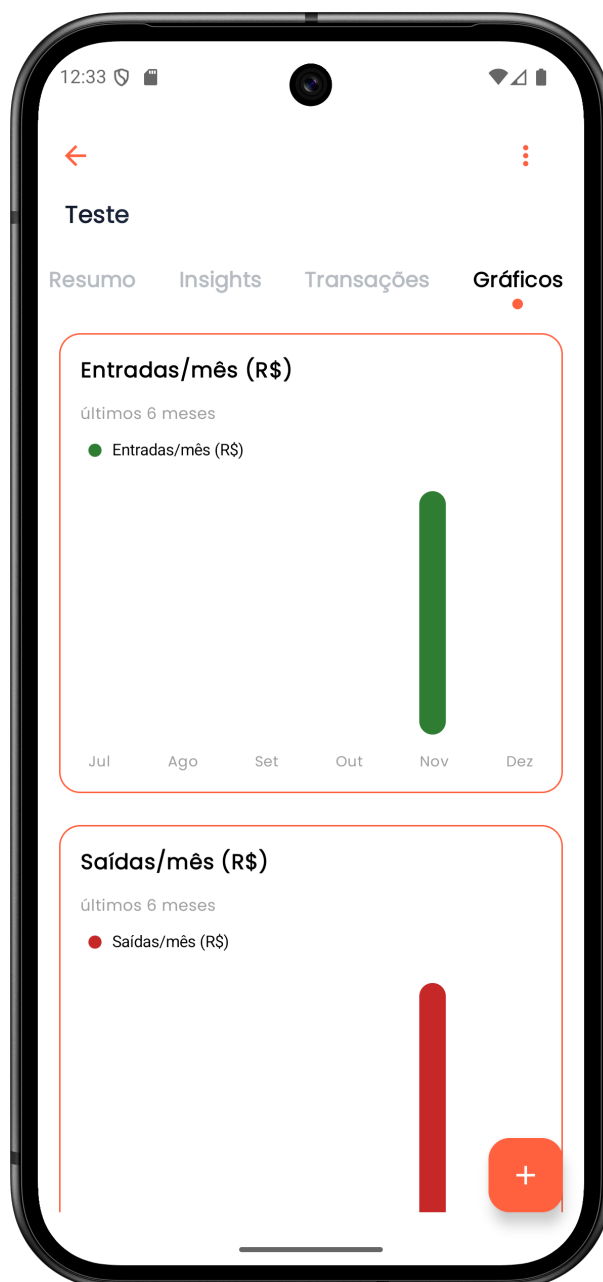 12:33
Teste
Resumo Insights Transações Gráficos
Entradas/mês (R$)
últimos 6 meses
Entradas/mês (R$)
Jul Ago Set Out Nov Dez
Saídas/mês (R$)
últimos 6 meses
Saídas/mês (R$)
+